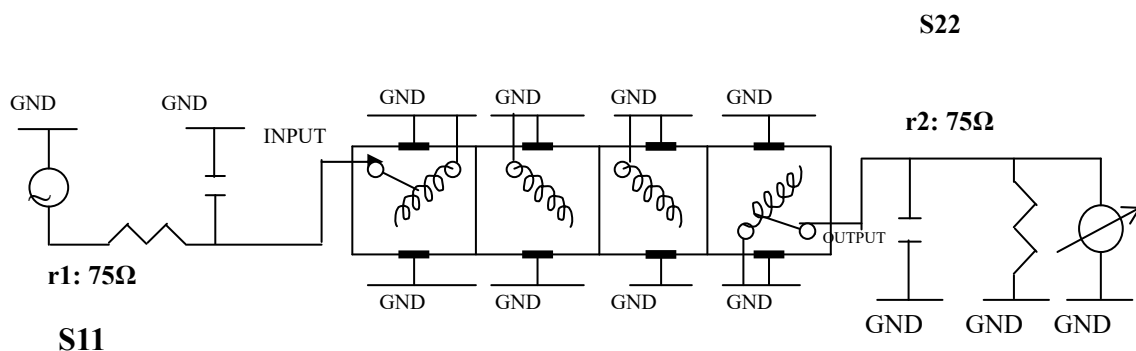 S22
GND
GND
GND
GND
GND
GND
INPUT
r2: 75Ω
OUTPUT
r1: 75Ω
GND
GND
GND
GND
GND
GND
GND
S11